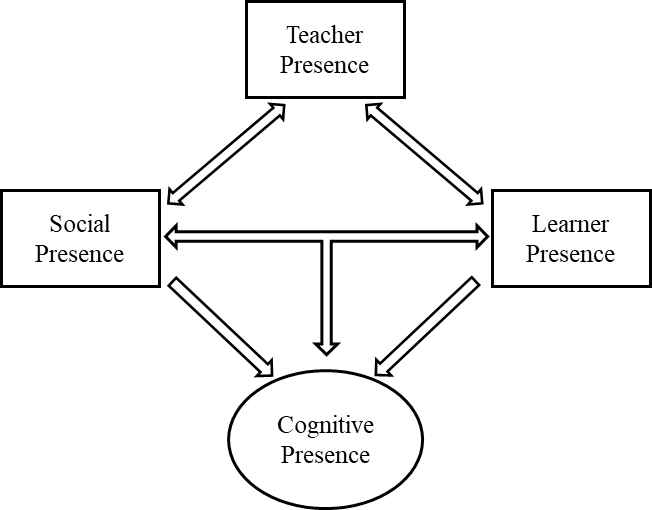 Teacher
Presence
Social
Presence
Learner
Presence
Cognitive
Presence